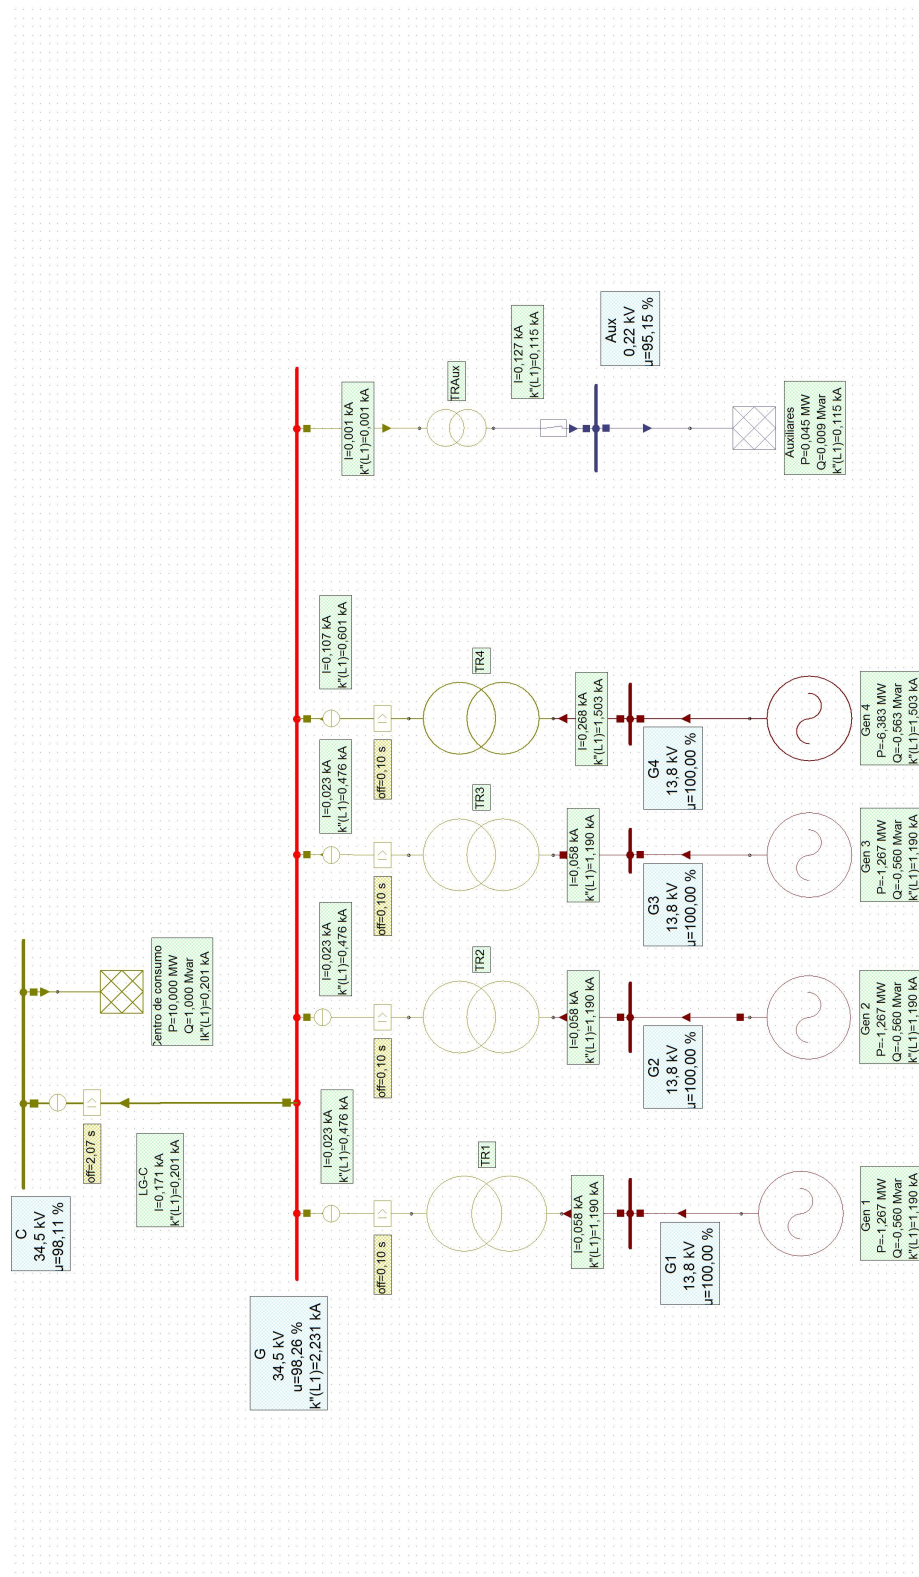 C
34,5 kV
u=98,11 %
off=2,07 s
LG-C
I=0,171 kA
k"(L1)=0,201 kA
Centro de consumo
P=10,000 MW
Q=1,000 Mvar
Ik"(L1)=0,201 kA
G
34,5 kV
u=98,26 %
k"(L1)=2,231 kA
I=0,023 kA
k"(L1)=0,476 kA
off=0,10 s
TR1
I=0,058 kA
k"(L1)=1,190 kA
G1
13,8 kV
u=100,00 %
Gen 1
P=-1,267 MW
Q=-0,560 Mvar
k"(L1)=1,190 kA
I=0,023 kA
k"(L1)=0,476 kA
off=0,10 s
TR2
I=0,058 kA
k"(L1)=1,190 kA
G2
13,8 kV
u=100,00 %
Gen 2
P=-1,267 MW
Q=-0,560 Mvar
k"(L1)=1,190 kA
I=0,023 kA
k"(L1)=0,476 kA
off=0,10 s
TR3
I=0,058 kA
k"(L1)=1,190 kA
G3
13,8 kV
u=100,00 %
Gen 3
P=-1,267 MW
Q=-0,560 Mvar
k"(L1)=1,190 kA
I=0,107 kA
k"(L1)=0,601 kA
off=0,10 s
TR4
I=0,268 kA
k"(L1)=1,503 kA
G4
13,8 kV
u=100,00 %
Gen 4
P=-6,383 MW
Q=-0,563 Mvar
k"(L1)=1,503 kA
I=0,001 kA
k"(L1)=0,001 kA
TRAux
I=0,127 kA
k"(L1)=0,115 kA
Aux
0,22 kV
u=95,15 %
Auxiliares
P=0,045 MW
Q=0,009 Mvar
k"(L1)=0,115 kA